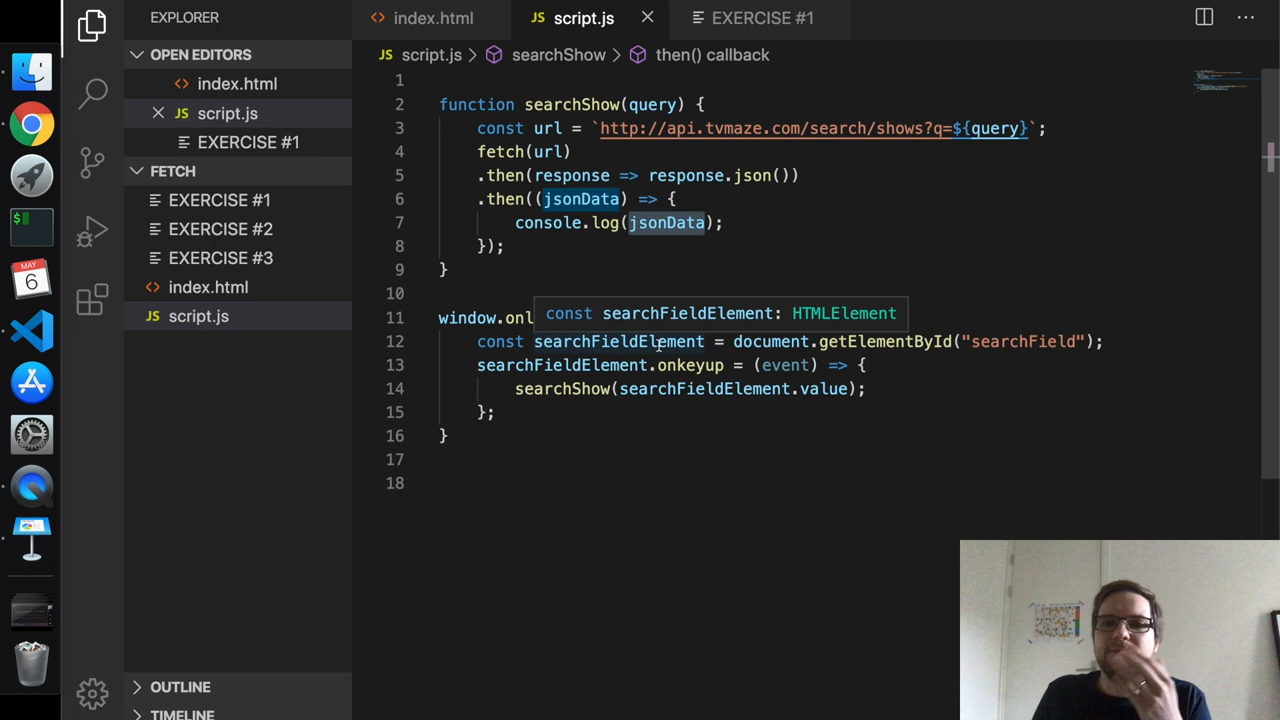 EXPLORER
OPEN EDITORS
<> index.html
JS script.js
EXERCISE #1
FETCH
EXERCISE #1
EXERCISE #2
EXERCISE #3
<> index.html
JS script.js
OUTLINE
TIMELINE
<> index.html
JS script.js
EXERCISE #1
...
JS script.js > searchShow > then() callback
1
2 function searchShow(query) {
3 const url = `http://api.tvmaze.com/search/shows?q=${query}`;
4 fetch(url)
5 .then(response => response.json())
6 .then((jsonData) => {
7 console.log(jsonData);
8 });
9 }
10
const searchFieldElement: HTMLElement
11 window.onl
12 const searchFieldElement = document.getElementById("searchField");
13 searchFieldElement.onkeyup = (event) => {
14 searchShow(searchFieldElement.value);
15 };
16 }
17
18
$
MAY
6